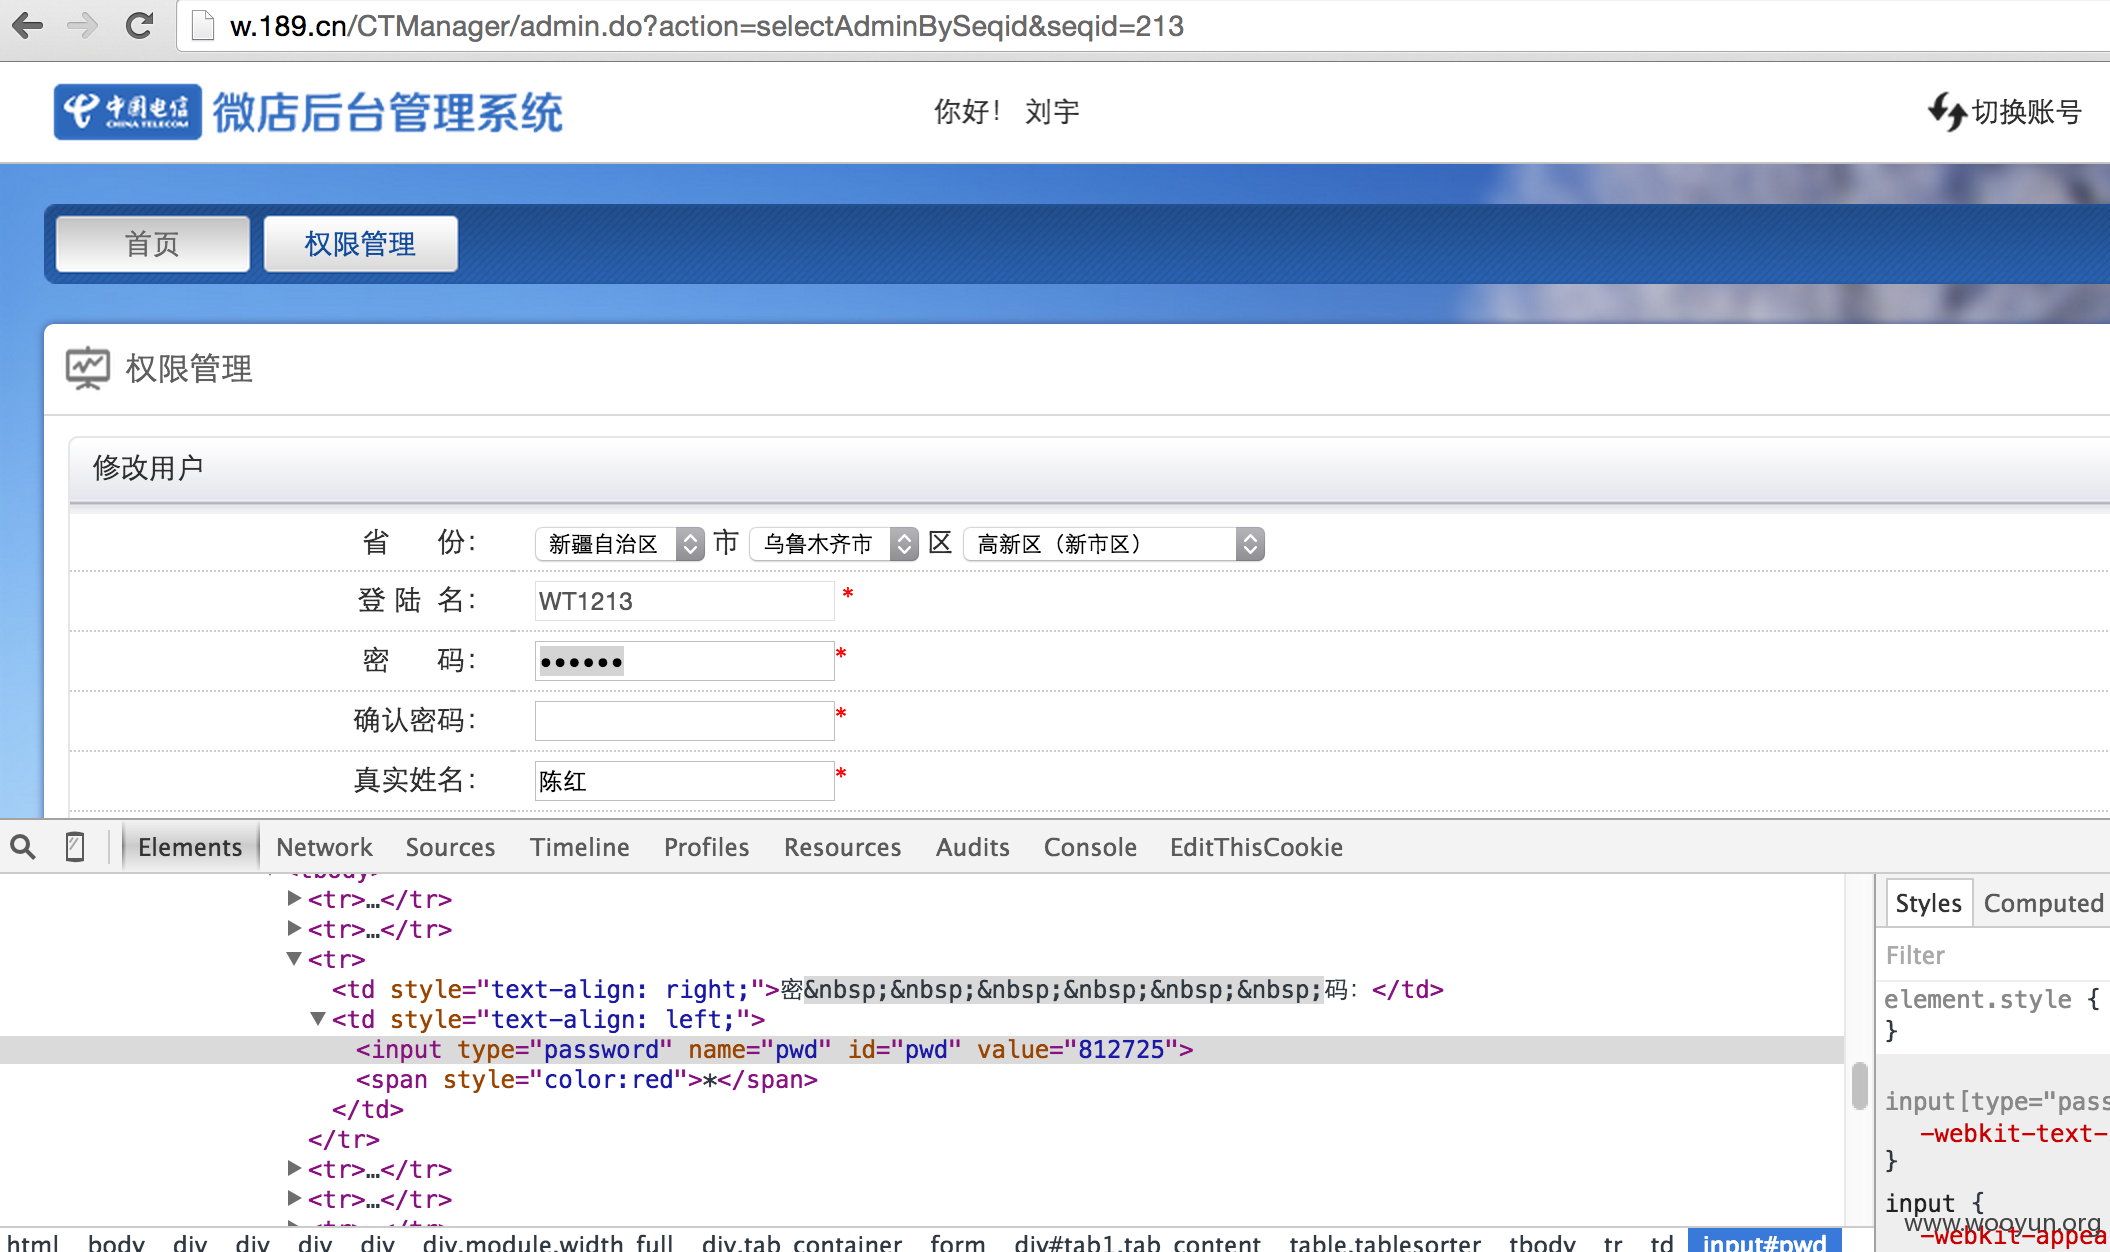 w.189.cn/CTManager/admin.do?action=selectAdminBySeqid&seqid=213
中国电信 CHINA TELECOM 微店后台管理系统 你好！ 刘宇 切换账号
首页 权限管理
权限管理
修改用户
省 份： 新疆自治区 市 乌鲁木齐市 区 高新区（新市区）
登 陆 名： WT1213 *
密 码： •••••• *
确认密码： *
真实姓名： 陈红 *
Elements Network Sources Timeline Profiles Resources Audits Console EditThisCookie
<tbody>
<tr>…</tr>
<tr>…</tr>
<tr>
<td style="text-align: right;">密&nbsp;&nbsp;&nbsp;&nbsp;&nbsp;&nbsp;码：</td>
<td style="text-align: left;">
<input type="password" name="pwd" id="pwd" value="812725">
<span style="color:red">*</span>
</td>
</tr>
<tr>…</tr>
<tr>…</tr>
<tr>…</tr>
html body div div div div div.module.width_full div.tab_container form div#tab1.tab_content table.tablesorter tbody tr td input#pwd
Styles Computed
Filter
element.style {
}
input[type="pass
-webkit-text-
}
input {
-webkit-appea
www.wooyun.org